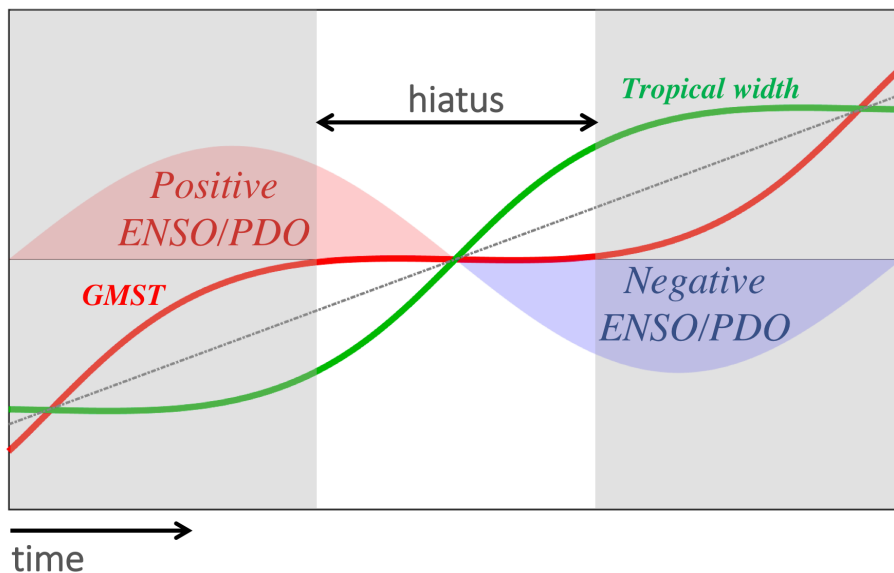 hiatus
Tropical width
Positive
ENSO/PDO
GMST
Negative
ENSO/PDO
time